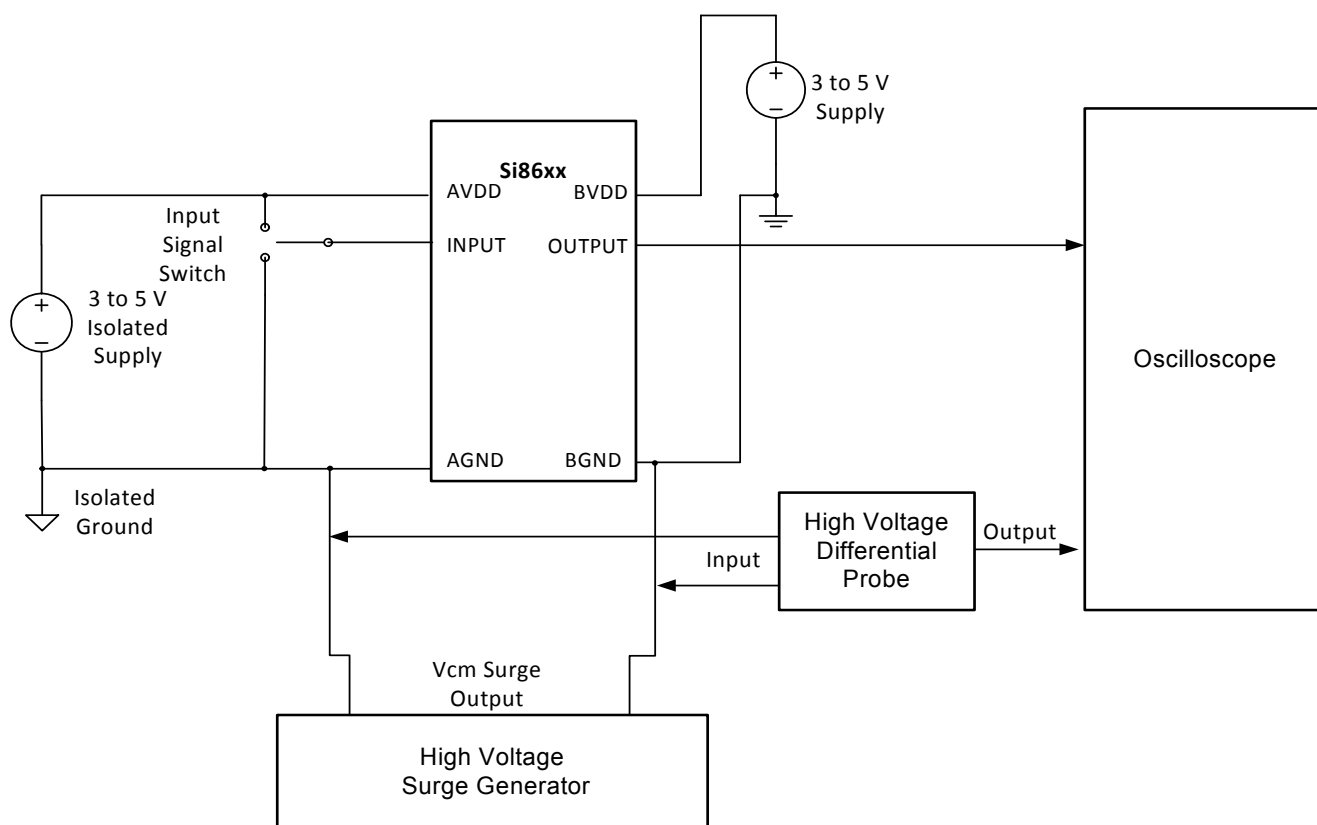 3 to 5 V
Supply
Si86xx
AVDD
BVDD
Input
Signal
Switch
INPUT
OUTPUT
+
−
3 to 5 V
Isolated
Supply
+
−
Oscilloscope
AGND
BGND
Isolated
Ground
High Voltage
Differential
Probe
Input
Output
Vcm Surge
Output
High Voltage
Surge Generator